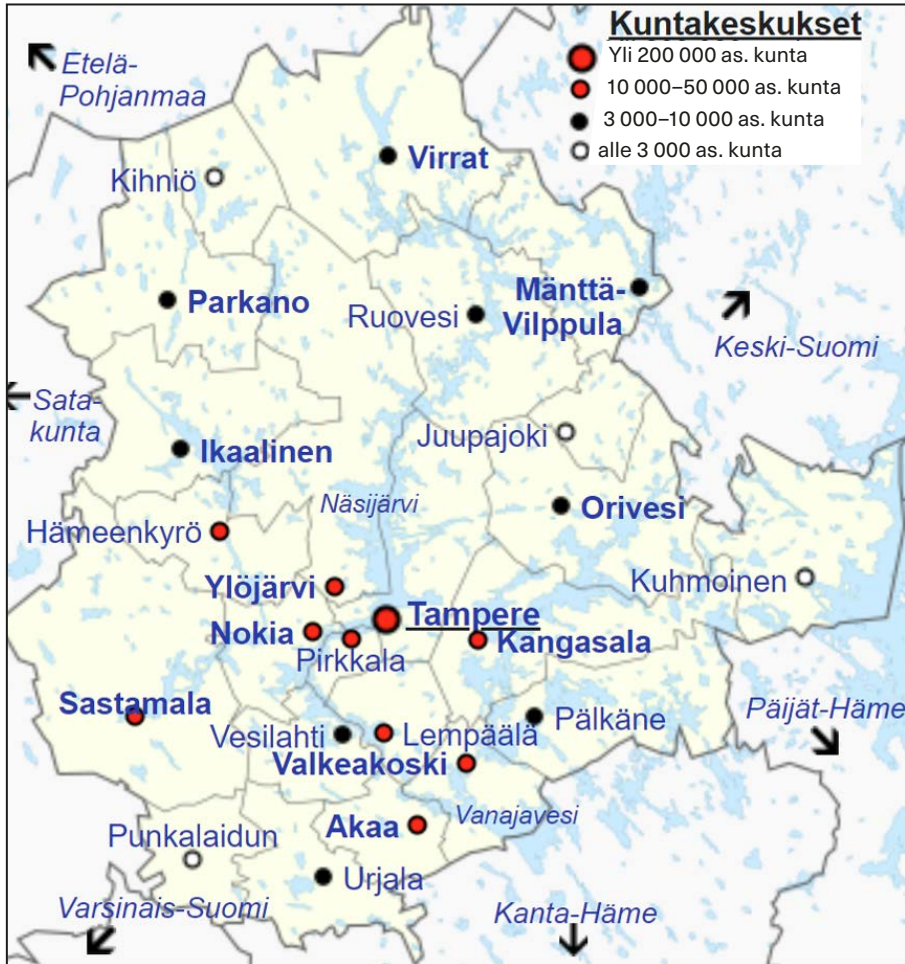 Kuntakeskukset
Yli 200 000 as. kunta
10 000–50 000 as. kunta
3 000–10 000 as. kunta
alle 3 000 as. kunta
Etelä-
Pohjanmaa
Virrat
Kihniö
Parkano
Ruovesi
Mänttä-
Vilppula
Keski-Suomi
Sata-
kunta
Ikaalinen
Juupajoki
Näsijärvi
Orivesi
Hämeenkyrö
Ylöjärvi
Kuhmoinen
Tampere
Nokia
Pirkkala
Kangasala
Sastamala
Vesilahti
Lempäälä
Pälkäne
Päijät-Häme
Valkeakoski
Akaa
Vanajavesi
Punkalaidun
Urjala
Varsinais-Suomi
Kanta-Häme